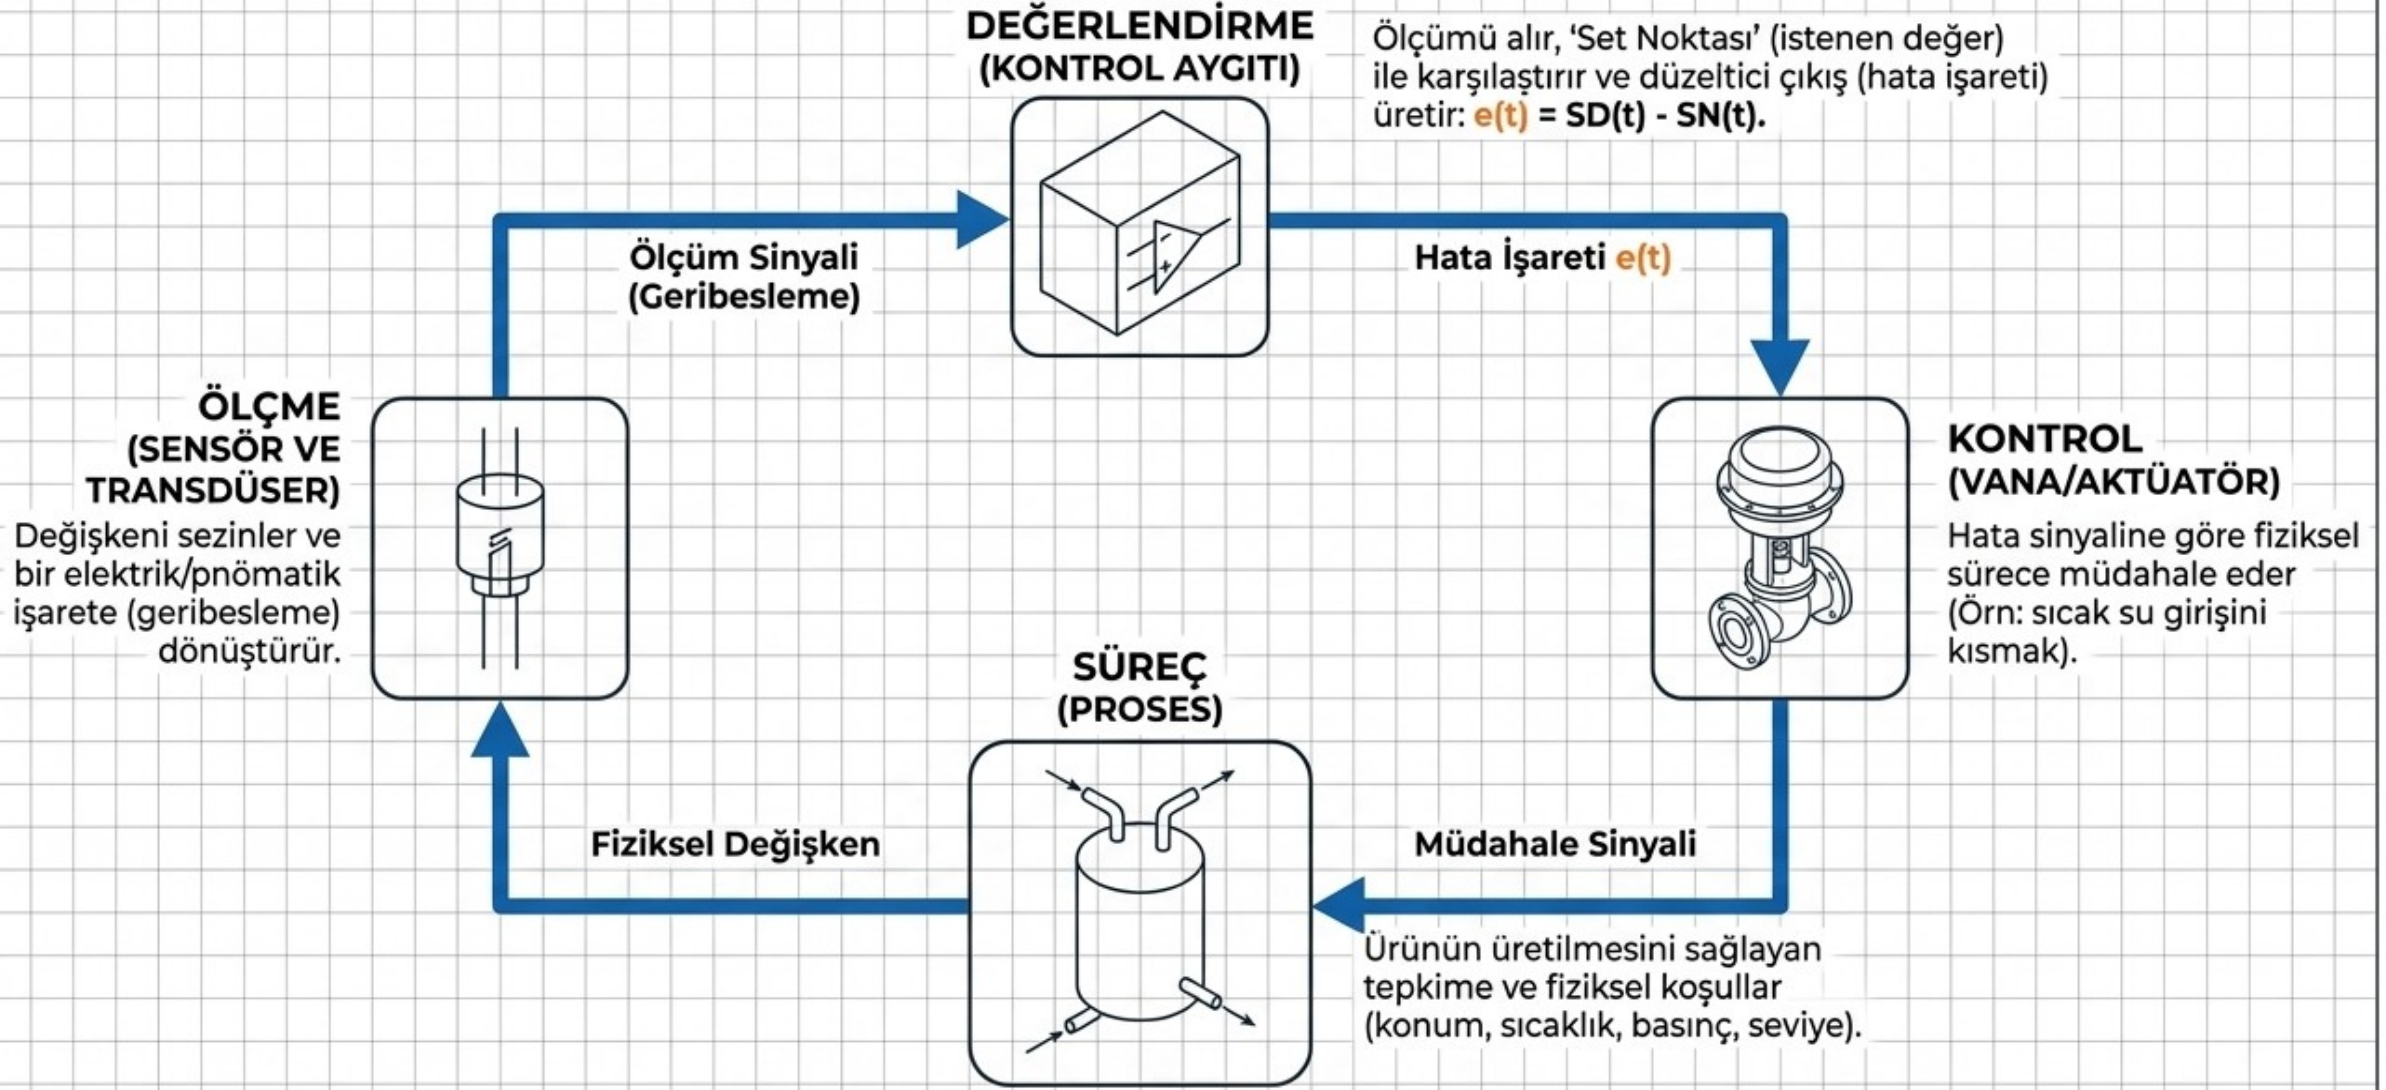 DEĞERLENDİRME
(KONTROL AYGITI)
Ölçümü alır, ‘Set Noktası’ (istenen değer)
ile karşılaştırır ve düzeltici çıkış (hata işareti)
üretir: e(t) = SD(t) - SN(t).
Ölçüm Sinyali
(Geribesleme)
Hata İşareti e(t)
ÖLÇME
(SENSÖR VE
TRANSDÜSER)
Değişkeni sezinler ve
bir elektrik/pnömatik
işarete (geribesleme)
dönüştürür.
KONTROL
(VANA/AKTÜATÖR)
Hata sinyaline göre fiziksel
sürece müdahale eder
(Örn: sıcak su girişini
kısmak).
SÜREÇ
(PROSES)
Fiziksel Değişken
Müdahale Sinyali
Ürünün üretilmesini sağlayan
tepkime ve fiziksel koşullar
(konum, sıcaklık, basınç, seviye).